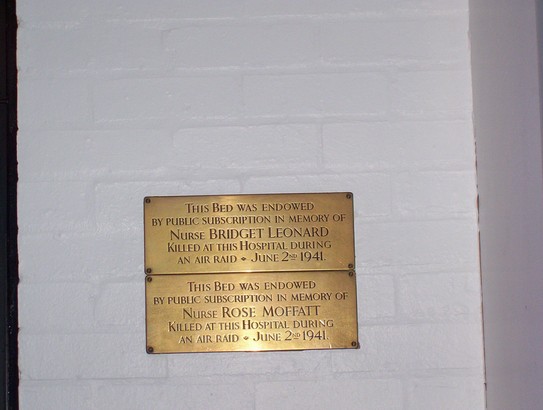 This Bed was endowed
by public subscription in memory of
Nurse BRIDGET LEONARD
Killed at this Hospital during
an air raid • June 2nd 1941.
This Bed was endowed
by public subscription in memory of
Nurse ROSE MOFFATT
Killed at this Hospital during
an air raid • June 2nd 1941.